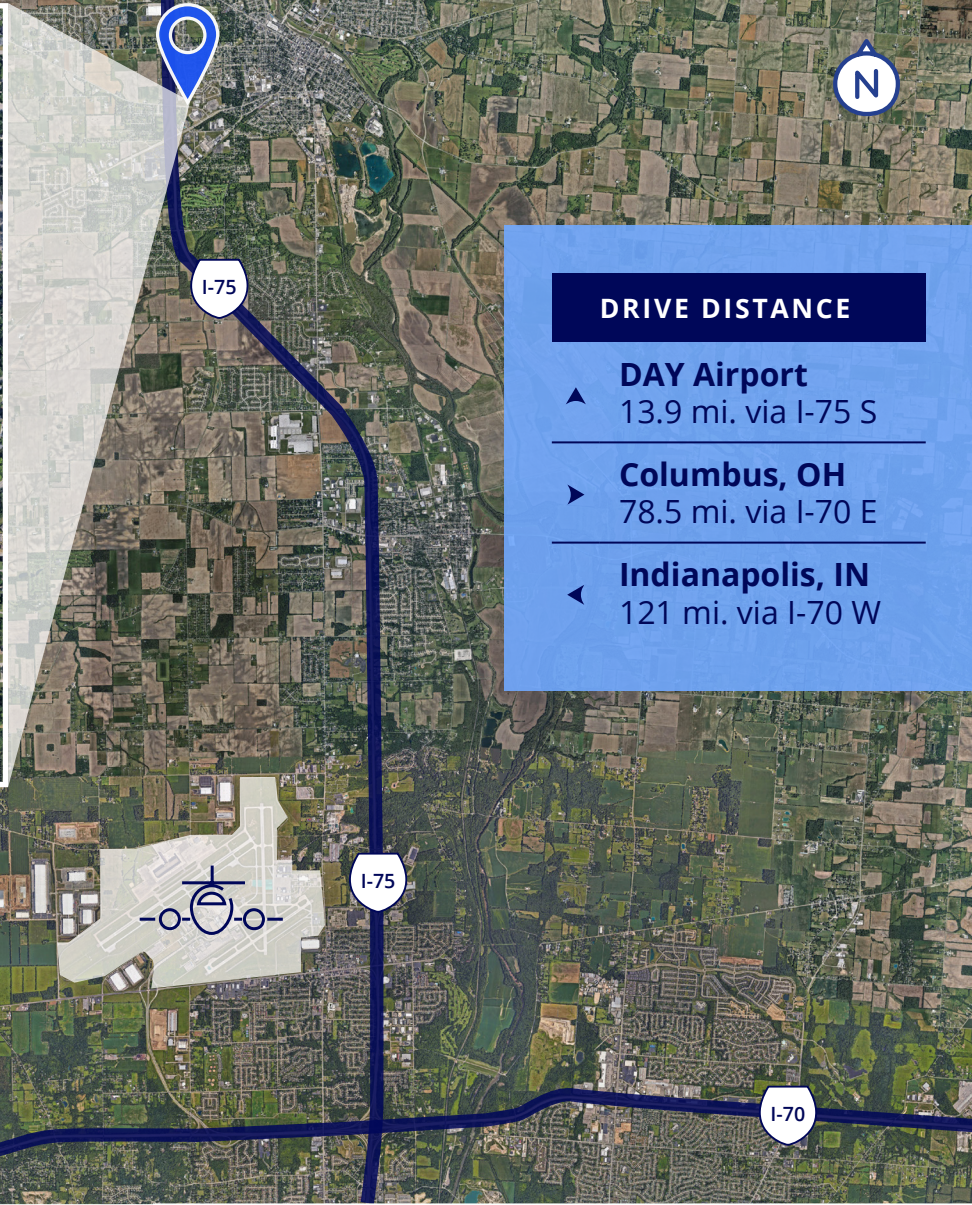 N
I-75
DRIVE DISTANCE
DAY Airport
13.9 mi. via I-75 S
Columbus, OH
78.5 mi. via I-70 E
Indianapolis, IN
121 mi. via I-70 W
I-75
I-70